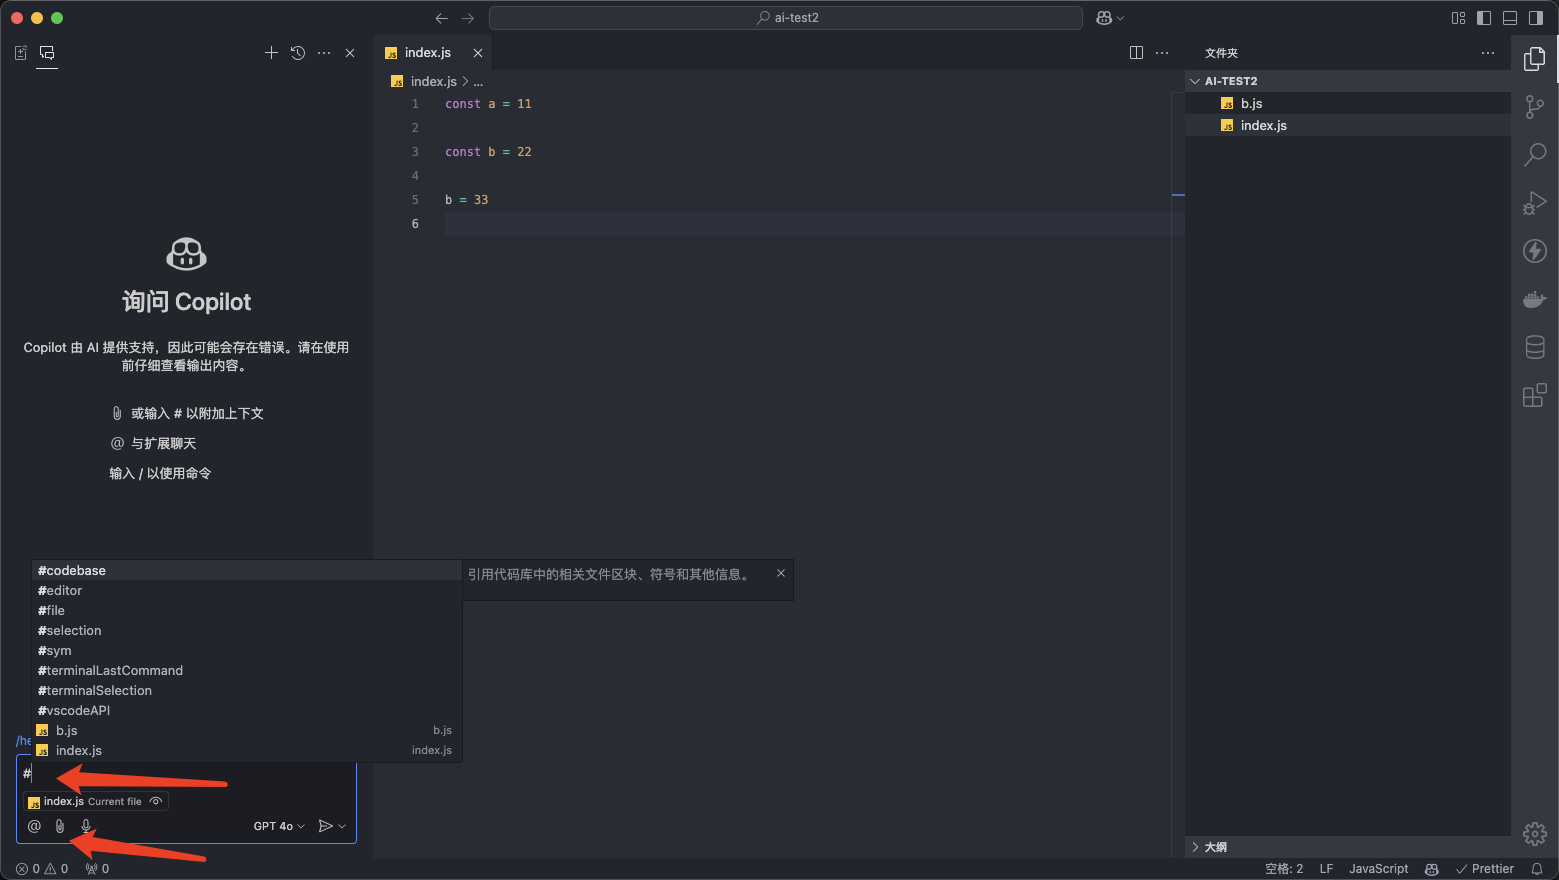 ai-test2
index.js
文件夹
index.js > ...
AI-TEST2
b.js
index.js
1 const a = 11
2
3 const b = 22
4
5 b = 33
6
询问 Copilot
Copilot 由 AI 提供支持，因此可能会存在错误。请在使用
前仔细查看输出内容。
或输入 # 以附加上下文
@ 与扩展聊天
输入 / 以使用命令
#codebase
引用代码库中的相关文件区块、符号和其他信息。
#editor
#file
#selection
#sym
#terminalLastCommand
#terminalSelection
#vscodeAPI
b.js b.js
/he
index.js index.js
#
index.js Current file
@ GPT 4o
大纲
0 0 0
空格: 2 LF JavaScript Prettier